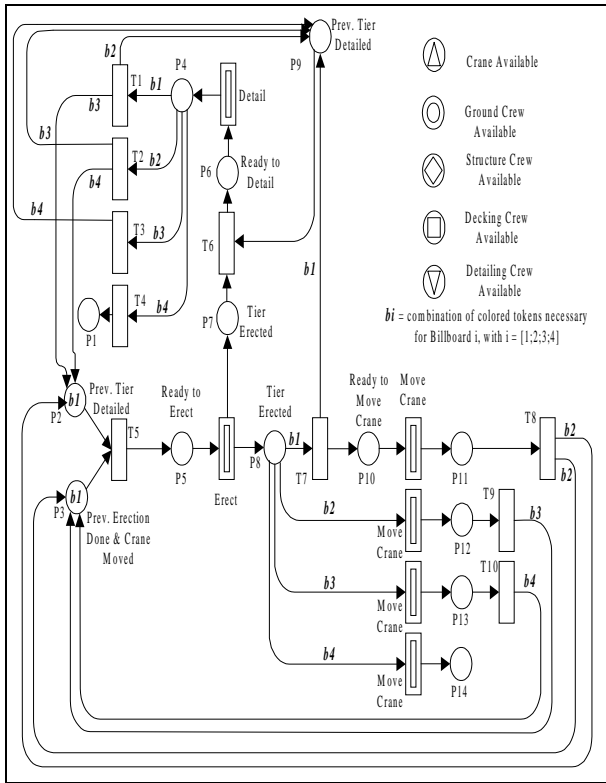 b2
Prev. Tier
Detailed
P9
P4
T1
b1
b3
Detail
Crane Available
Ground Crew
Available
b3
T2
b2
b4
P6
Ready to
Detail
Structure Crew
Available
b4
T3
b3
T6
Decking Crew
Available
b1
T4
b4
P1
P7
Tier
Erected
Detailing Crew
Available
bi = combination of colored tokens necessary
for Billboard i, with i = [1;2;3;4]
b1
P2
Prev. Tier
Detailed
T5
Ready to
Erect
P5
Erect
Tier
Erected
P8
b1
T7
Ready to
Move
Crane
P10
Move
Crane
P11
T8
b2
b2
b1
P3
Prev. Erection
Done & Crane
Moved
b2
Move
Crane
P12
T9
b3
b3
Move
Crane
P13
T10
b4
b4
Move
Crane
P14